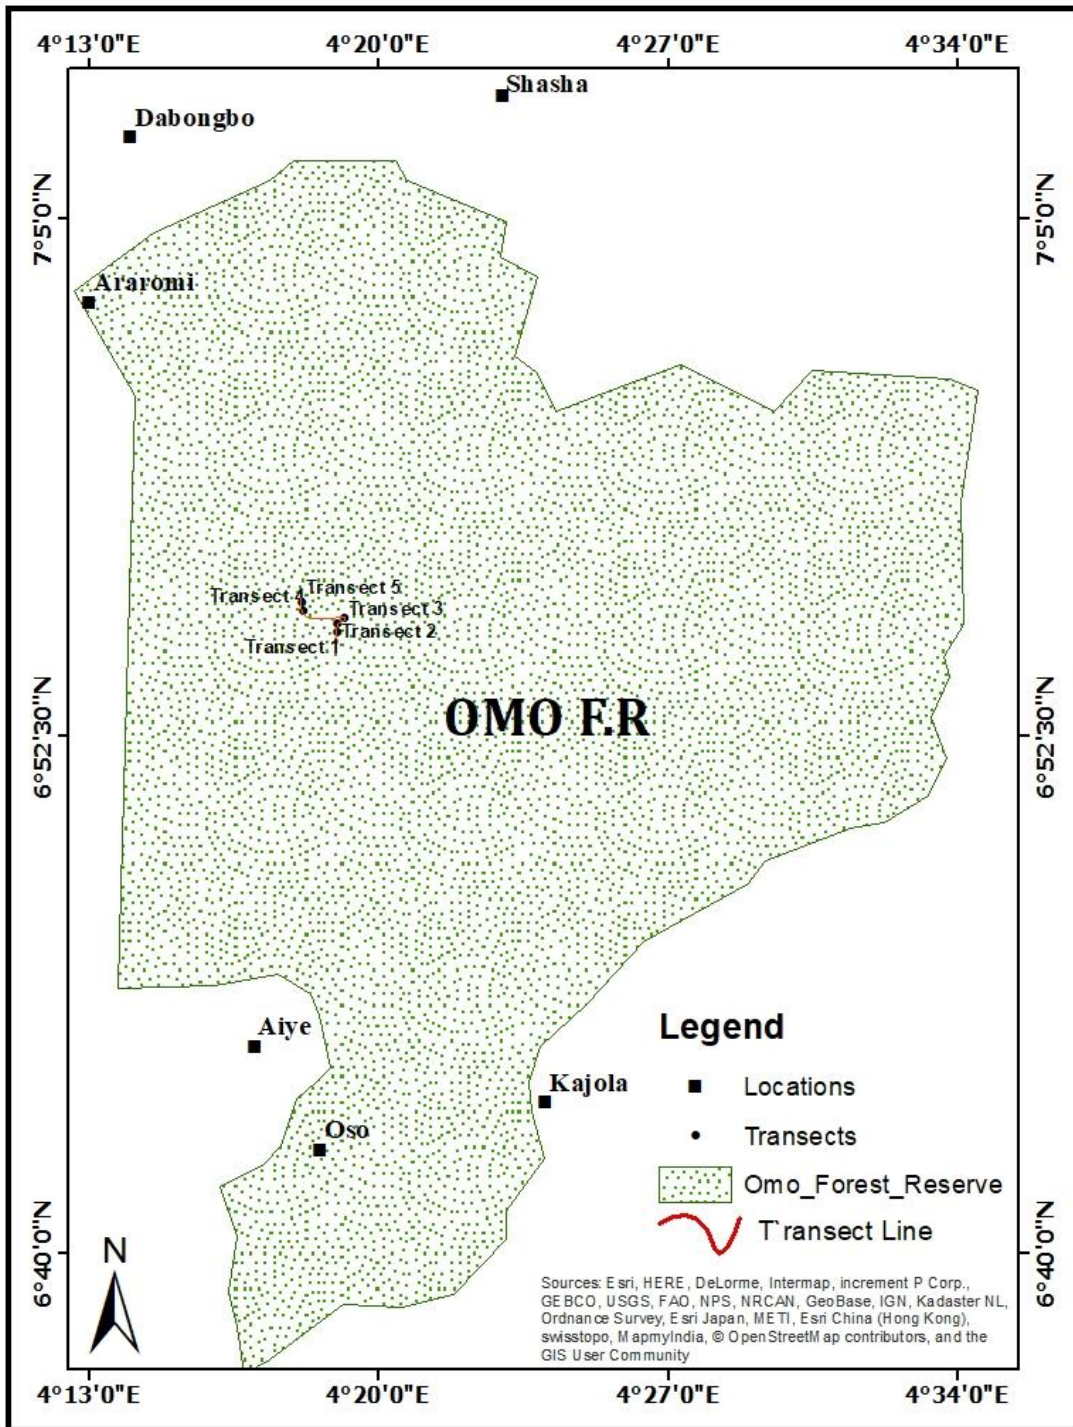 4°13'0"E
4°20'0"E
4°27'0"E
4°34'0"E
Shasha
Dabongbo
7°5'0"N
7°5'0"N
Araromi
Transect 5
Transect 4
Transect 3
Transect 2
Transect 1
OMO F.R
6°52'30"N
6°52'30"N
Aiye
Legend
Kajola
Locations
Oso
Transects
Omo_Forest_Reserve
T`ransect Line
6°40'0"N
6°40'0"N
N
Sources: Esri, HERE, DeLorme, Intermap, increment P Corp.,
GEBCO, USGS, FAO, NPS, NRCAN, GeoBase, IGN, Kadaster NL,
Ordnance Survey, Esri Japan, METI, Esri China (Hong Kong),
swisstopo, MapmyIndia, © OpenStreetMap contributors, and the
GIS User Community
4°13'0"E
4°20'0"E
4°27'0"E
4°34'0"E